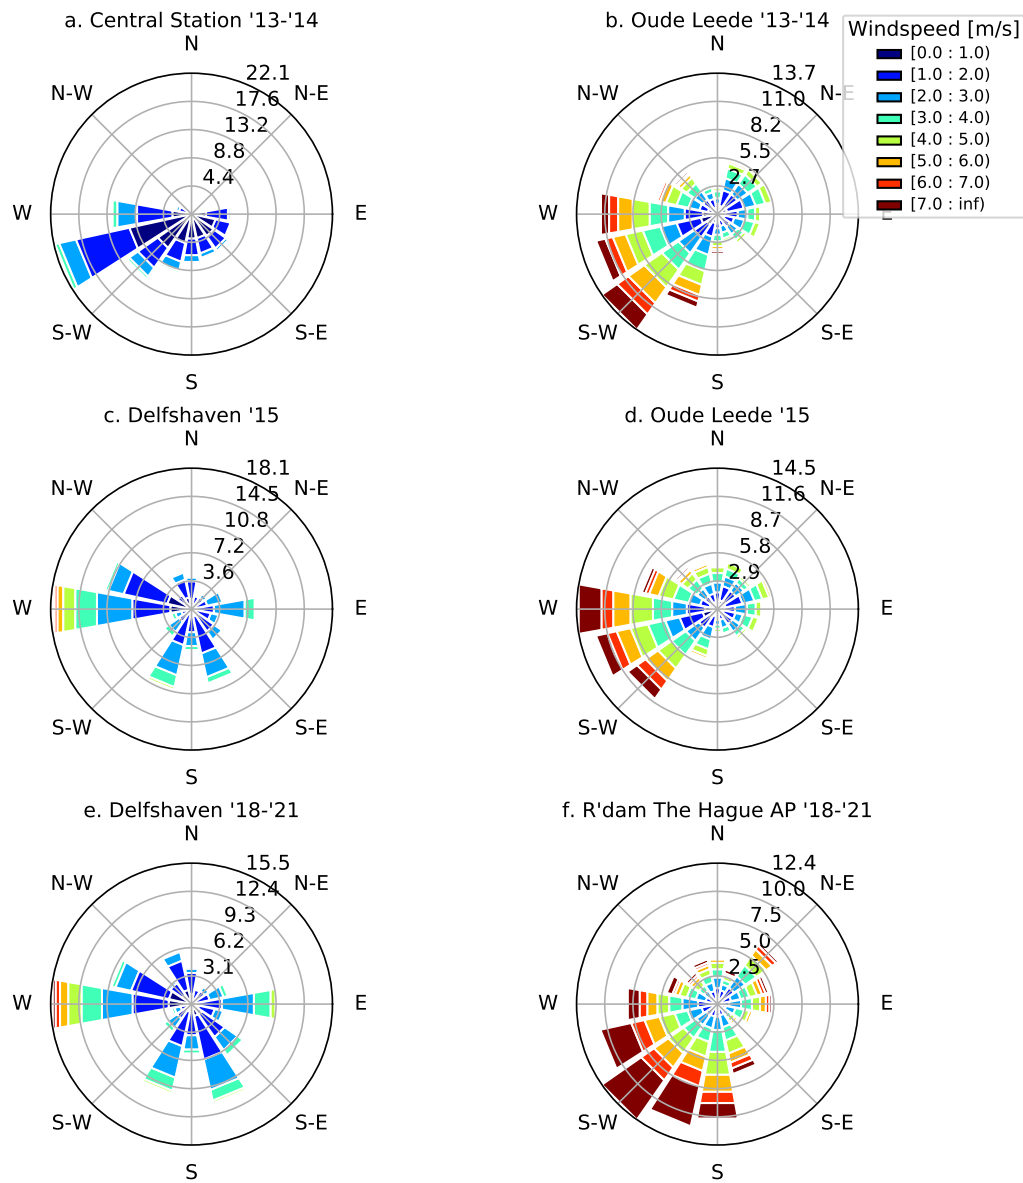 a. Central Station '13-'14
N
N-W
N-E
22.1
17.6
13.2
8.8
4.4
W
E
S-W
S-E
S
b. Oude Leede '13-'14
N
N-W
N-E
13.7
11.0
8.2
5.5
2.7
W
E
S-W
S-E
S
Windspeed [m/s]
[0.0 : 1.0)
[1.0 : 2.0)
[2.0 : 3.0)
[3.0 : 4.0)
[4.0 : 5.0)
[5.0 : 6.0)
[6.0 : 7.0)
[7.0 : inf)
c. Delfshaven '15
N
N-W
N-E
18.1
14.5
10.8
7.2
3.6
W
E
S-W
S-E
S
d. Oude Leede '15
N
N-W
N-E
14.5
11.6
8.7
5.8
2.9
W
E
S-W
S-E
S
e. Delfshaven '18-'21
N
N-W
N-E
15.5
12.4
9.3
6.2
3.1
W
E
S-W
S-E
S
f. R'dam The Hague AP '18-'21
N
N-W
N-E
12.4
10.0
7.5
5.0
2.5
W
E
S-W
S-E
S